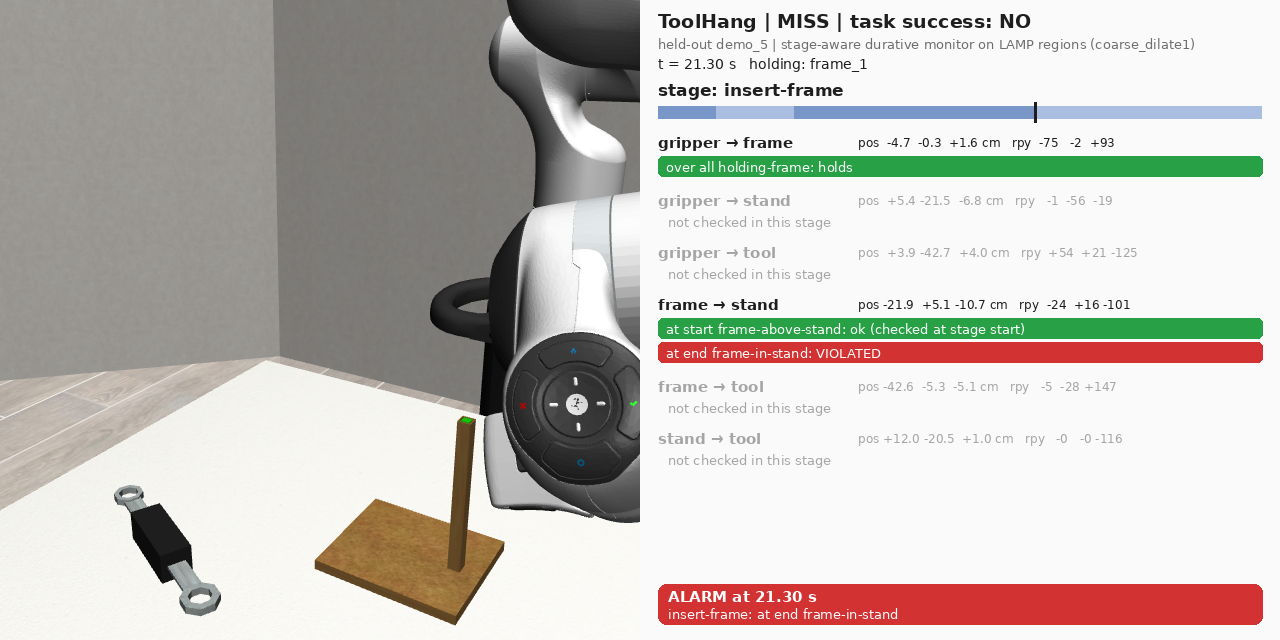 ToolHang | MISS | task success: NO
held-out demo_5 | stage-aware durative monitor on LAMP regions (coarse_dilate1)
t = 21.30 s   holding: frame_1
stage: insert-frame
gripper → frame   pos  -4.7  -0.3  +1.6 cm   rpy  -75   -2  +93
over all holding-frame: holds
gripper → stand   pos  +5.4 -21.5  -6.8 cm   rpy   -1  -56  -19
not checked in this stage
gripper → tool   pos  +3.9 -42.7  +4.0 cm   rpy  +54  +21 -125
not checked in this stage
frame → stand   pos -21.9  +5.1 -10.7 cm   rpy  -24  +16 -101
at start frame-above-stand: ok (checked at stage start)
at end frame-in-stand: VIOLATED
frame → tool   pos -42.6  -5.3  -5.1 cm   rpy   -5  -28 +147
not checked in this stage
stand → tool   pos +12.0 -20.5  +1.0 cm   rpy   -0   -0 -116
not checked in this stage
ALARM at 21.30 s
insert-frame: at end frame-in-stand